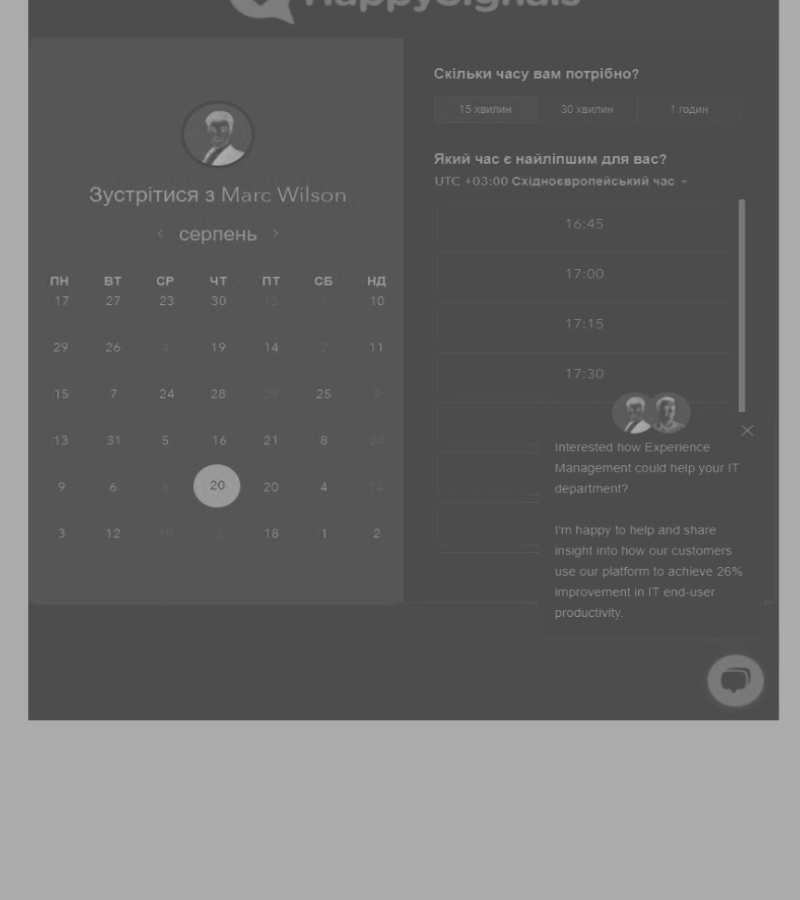 HappySignals
Зустрітися з Marc Wilson
серпень
ПН ВТ СР ЧТ ПТ СБ НД
17 27 23 30 10
29 26 4 19 14 2 11
15 7 24 28 28 25 9
13 31 5 16 21 8 24
9 6 6 20 20 4 14
3 12 19 3 18 1 2
Скільки часу вам потрібно?
15 хвилин 30 хвилин 1 годин
Який час є найліпшим для вас?
UTC +03:00 Східноєвропейський час
16:45
17:00
17:15
17:30
Interested how Experience
Management could help your IT
department?
I'm happy to help and share
insight into how our customers
use our platform to achieve 26%
improvement in IT end-user
productivity.